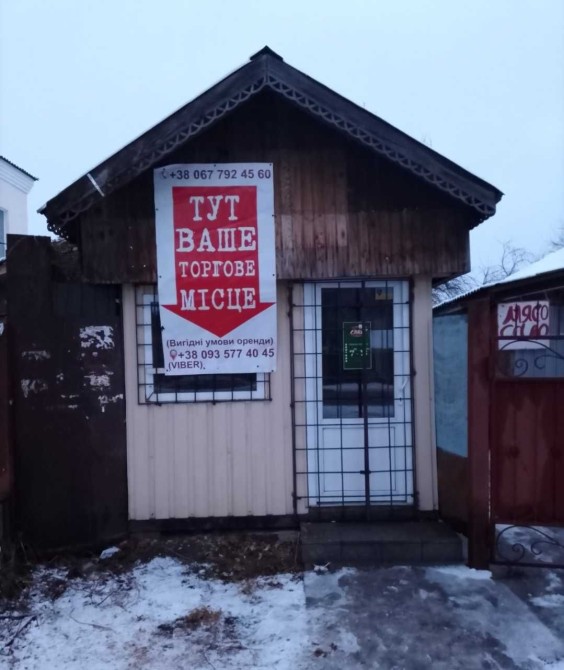 +38 067 792 45 60
ТУТ
ВАШЕ
ТОРГОВЕ
МІСЦЕ
(Вигідні умови оренди)
+38 093 577 40 45
(VIBER)